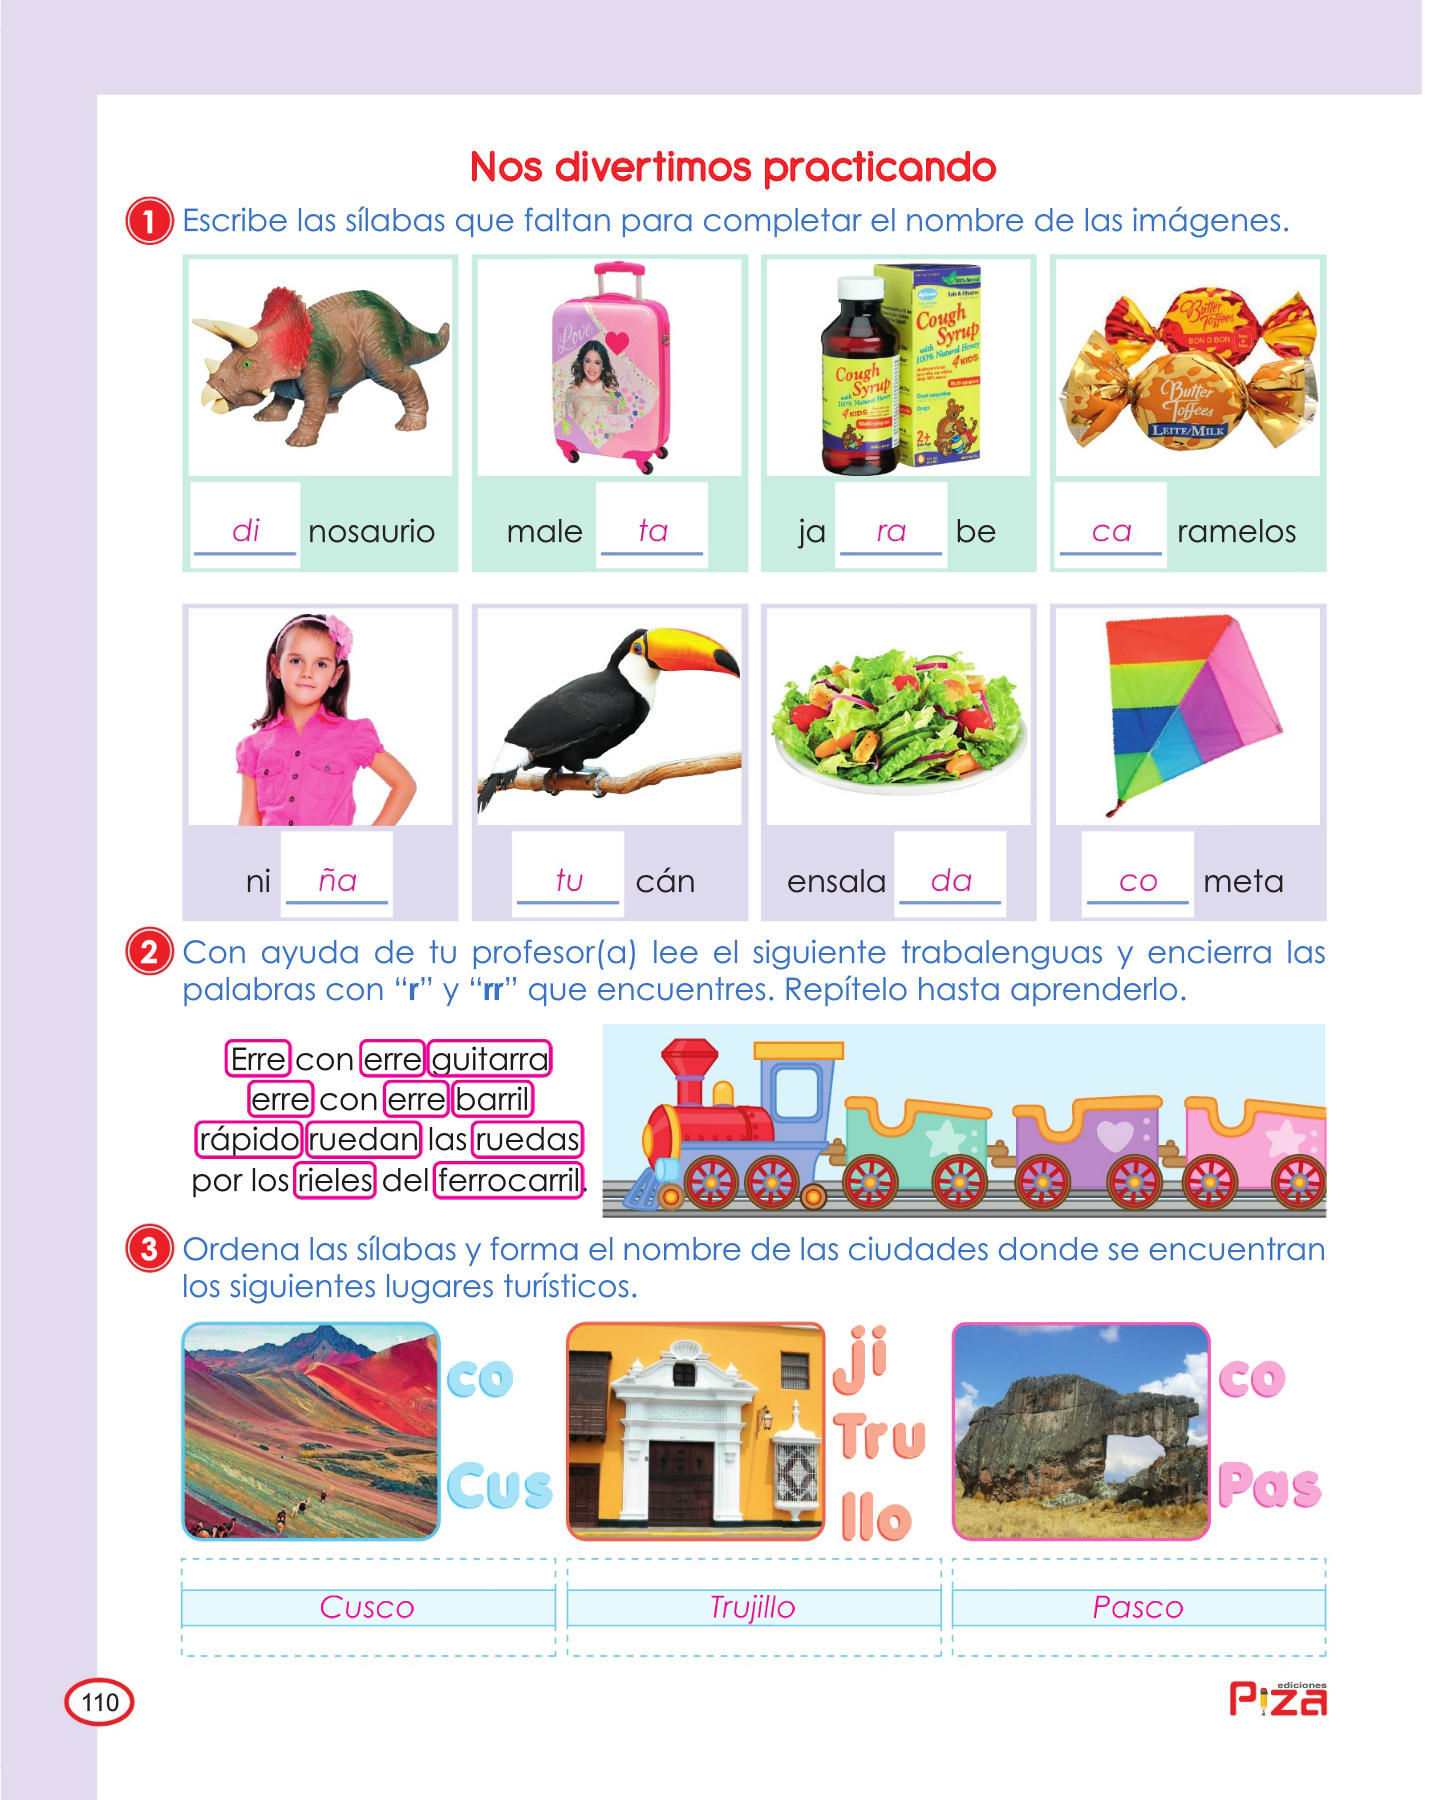 Nos divertimos practicando
1 Escribe las sílabas que faltan para completar el nombre de las imágenes.
Love
Cough Syrup with 100% Natural Honey 4 KIDS
Cough Syrup with 100% Natural Honey 4 KIDS
2+
Butter Toffees
BON O BON
Butter Toffees
LEITE/MILK
di nosaurio
male ta
ja ra be
ca ramelos
ni ña
tu cán
ensala da
co meta
2 Con ayuda de tu profesor(a) lee el siguiente trabalenguas y encierra las
palabras con “r” y “rr” que encuentres. Repítelo hasta aprenderlo.
Erre con erre guitarra
erre con erre barril
rápido ruedan las ruedas
por los rieles del ferrocarril.
3 Ordena las sílabas y forma el nombre de las ciudades donde se encuentran
los siguientes lugares turísticos.
co
Cus
ji
Tru
llo
co
Pas
Cusco
Trujillo
Pasco
110
ediciones
Piza